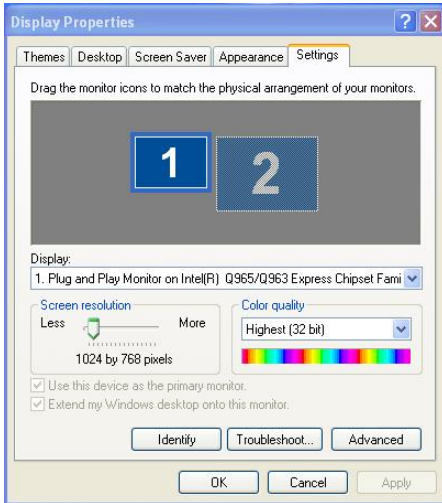 Display Properties
Themes Desktop Screen Saver Appearance Settings
Drag the monitor icons to match the physical arrangement of your monitors.
1 2
Display:
1. Plug and Play Monitor on Intel(R) Q965/Q963 Express Chipset Fami
Screen resolution
Less More
1024 by 768 pixels
Color quality
Highest (32 bit)
Use this device as the primary monitor.
Extend my Windows desktop onto this monitor.
Identify Troubleshoot... Advanced
OK Cancel Apply